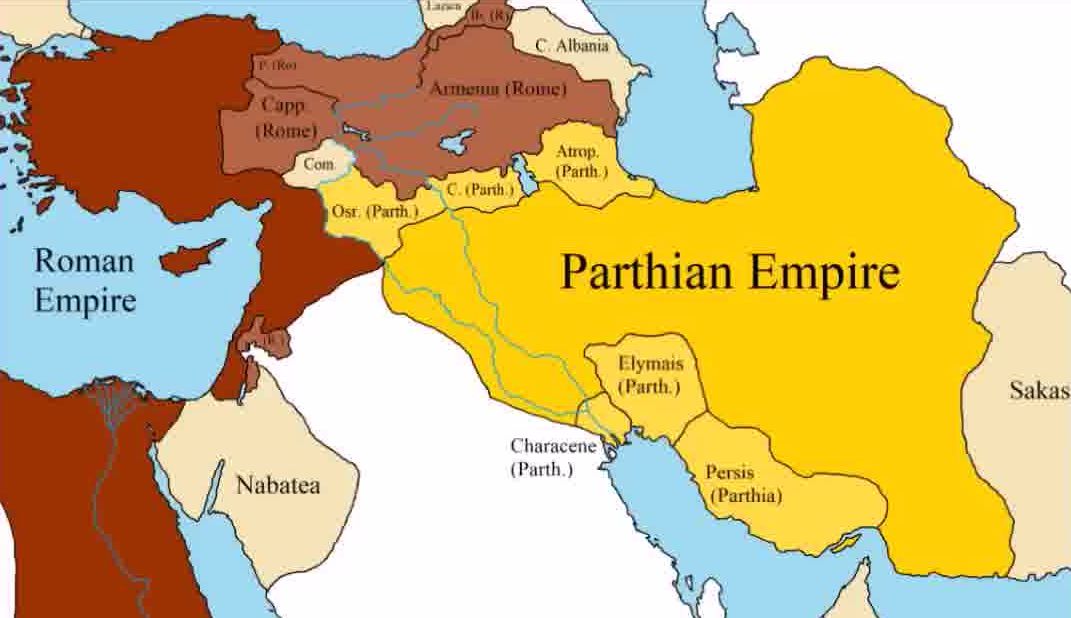 Lazica
Ib. (R)
C. Albania
P. (Ro)
Armenia (Rome)
Capp.
(Rome)
Com.
Atrop.
(Parth.)
C. (Parth.)
Osr. (Parth.)
Roman
Empire
Parthian Empire
Elymais
(Parth.)
Sakas
Characene
(Parth.)
Nabatea
Persis
(Parthia)